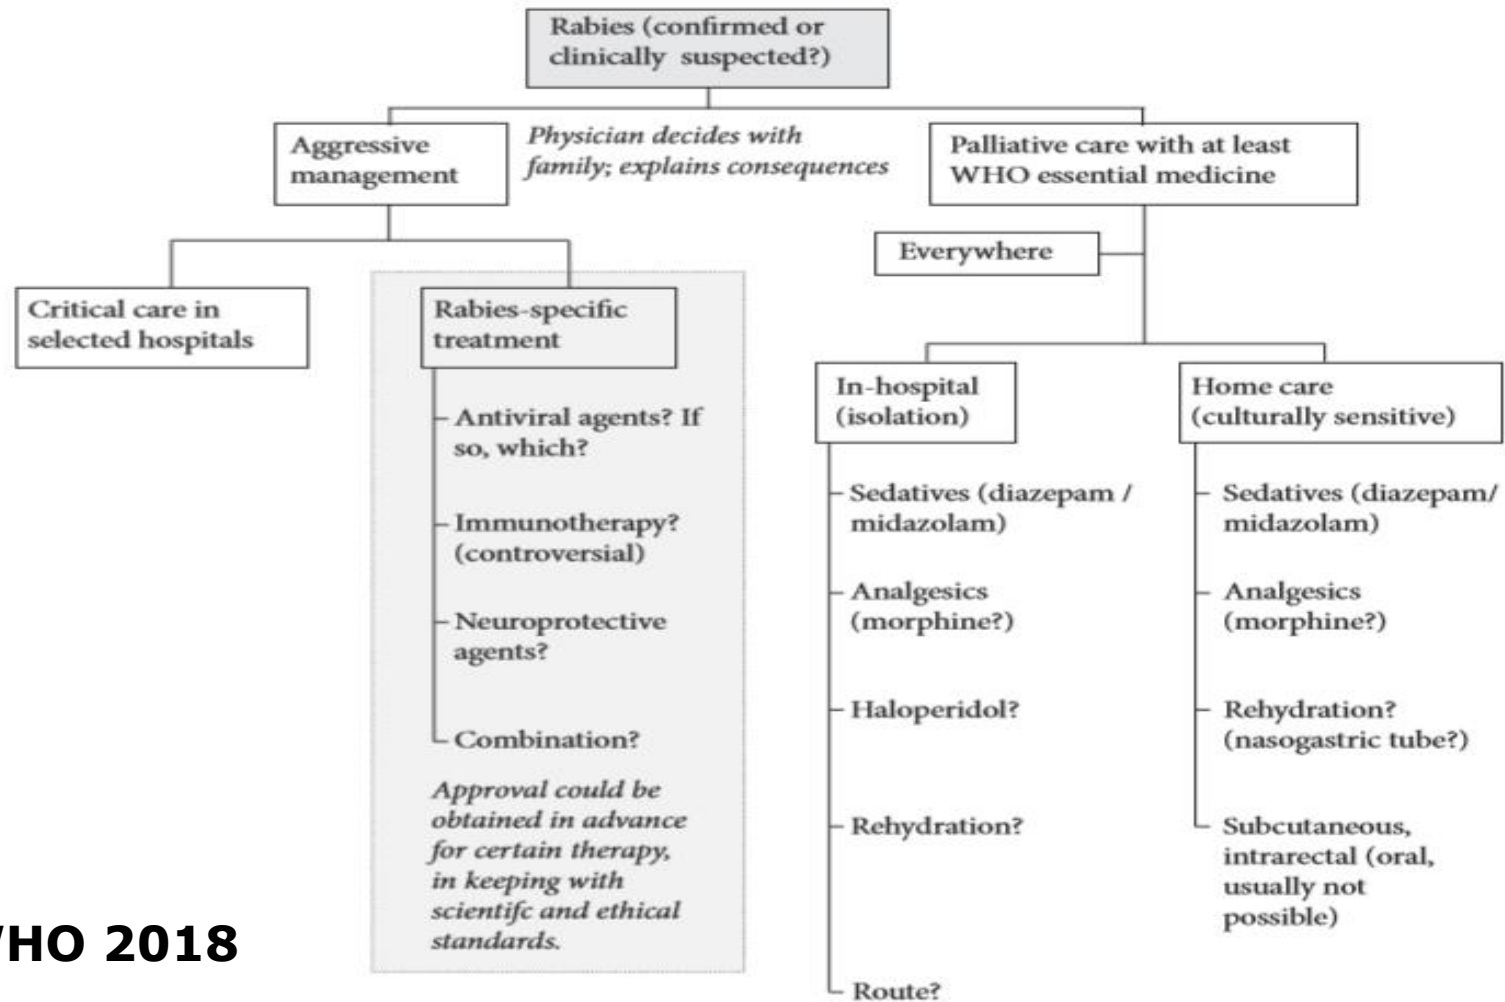 Rabies (confirmed or
clinically suspected?)
Aggressive
management
Physician decides with
family; explains consequences
Palliative care with at least
WHO essential medicine
Everywhere
Critical care in
selected hospitals
Rabies-specific
treatment
Antiviral agents? If
so, which?
Immunotherapy?
(controversial)
Neuroprotective
agents?
Combination?
Approval could be
obtained in advance
for certain therapy,
in keeping with
scientifc and ethical
standards.
In-hospital
(isolation)
Sedatives (diazepam /
midazolam)
Analgesics
(morphine?)
Haloperidol?
Rehydration?
Route?
Home care
(culturally sensitive)
Sedatives (diazepam/
midazolam)
Analgesics
(morphine?)
Rehydration?
(nasogastric tube?)
Subcutaneous,
intrarectal (oral,
usually not
possible)
WHO 2018